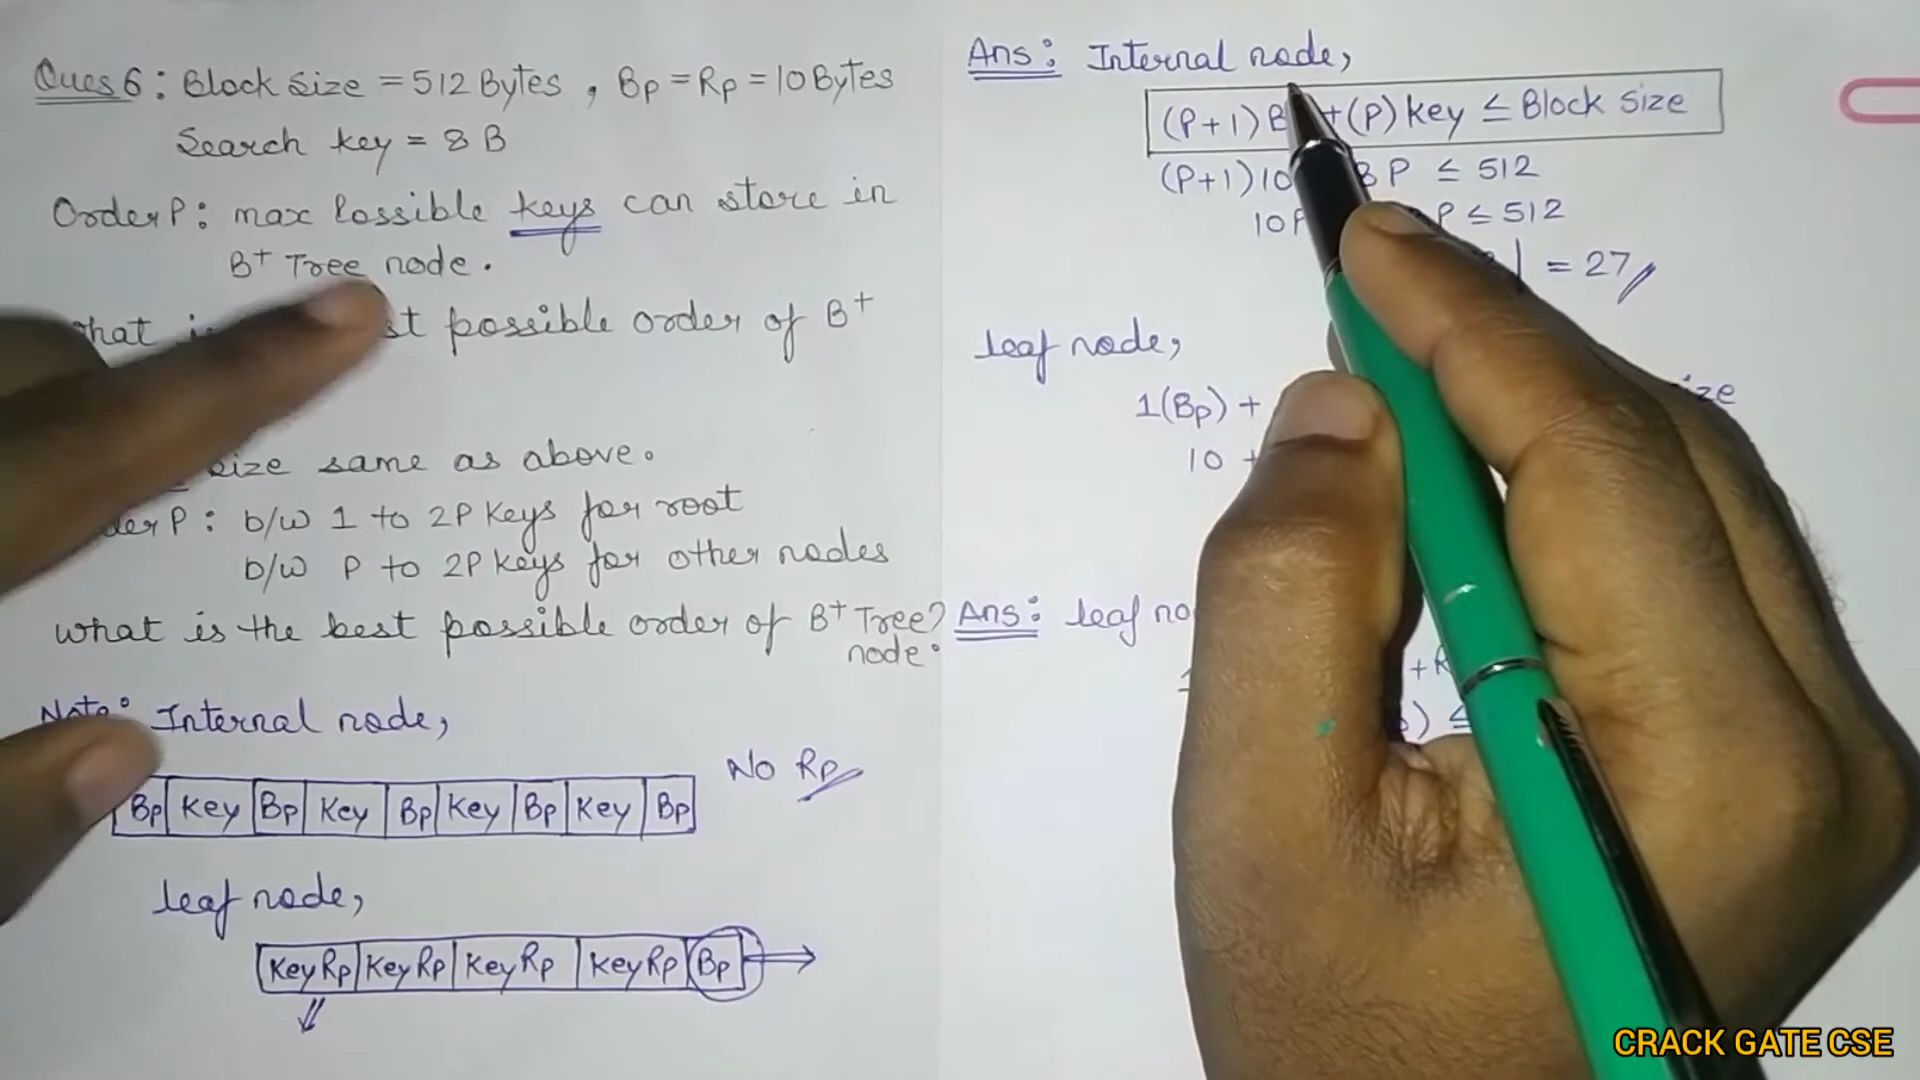 Ques 6: Block Size = 512 Bytes, Bp = Rp = 10 Bytes
Search key = 8 B
Order P: max Possible keys can store in
B+ Tree node.
possible order of B+
size same as above.
P: b/w 1 to 2P keys for root
b/w P to 2P keys for other nodes
what is the best possible order of B+ Tree?
node.
Note: Internal node,
No Rp
Bp Key Bp Key Bp Key Bp Key Bp
leaf node,
Key Rp Key Rp Key Rp Key Rp Bp
Ans: Internal node,
(P+1) + (P) Key ≤ Block Size
(P+1)10 8 P ≤ 512
10P P ≤ 512
= 27
leaf node,
1(Bp) +
10 +
Ans: leaf
CRACK GATE CSE